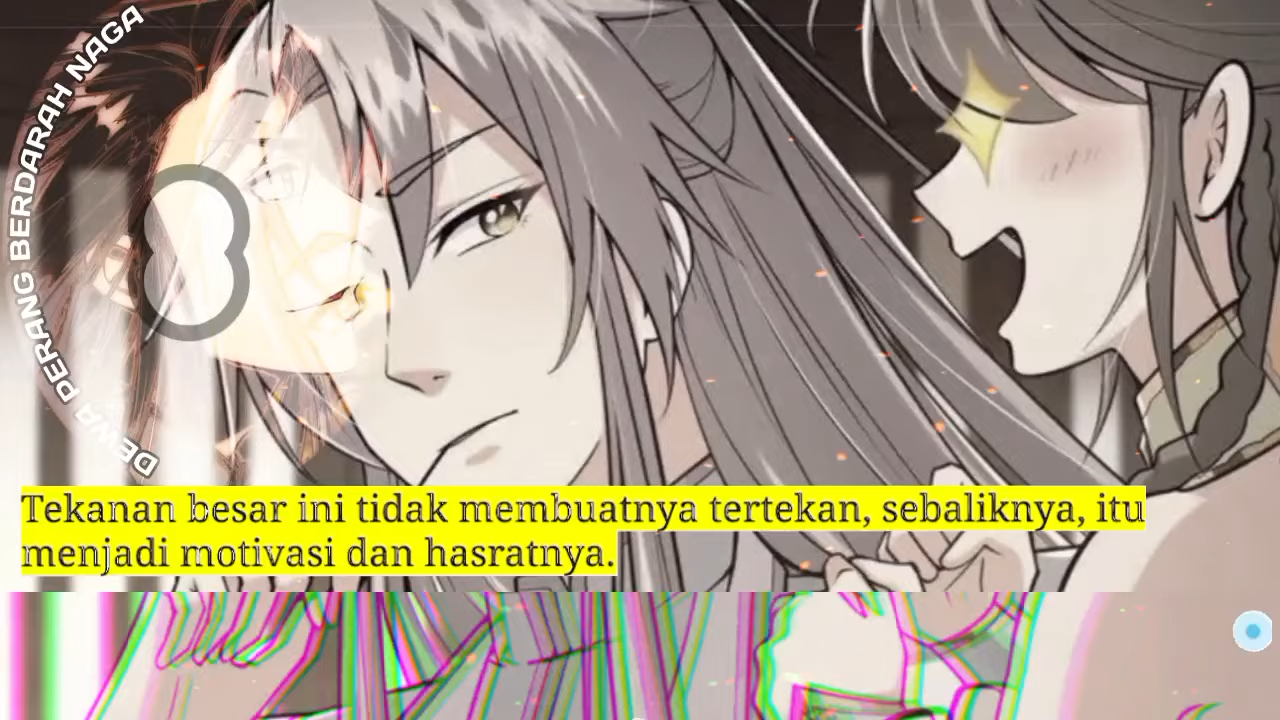 DEWA PERANG BERDARAH NAGA
Tekanan besar ini tidak membuatnya tertekan, sebaliknya, itu
menjadi motivasi dan hasratnya.